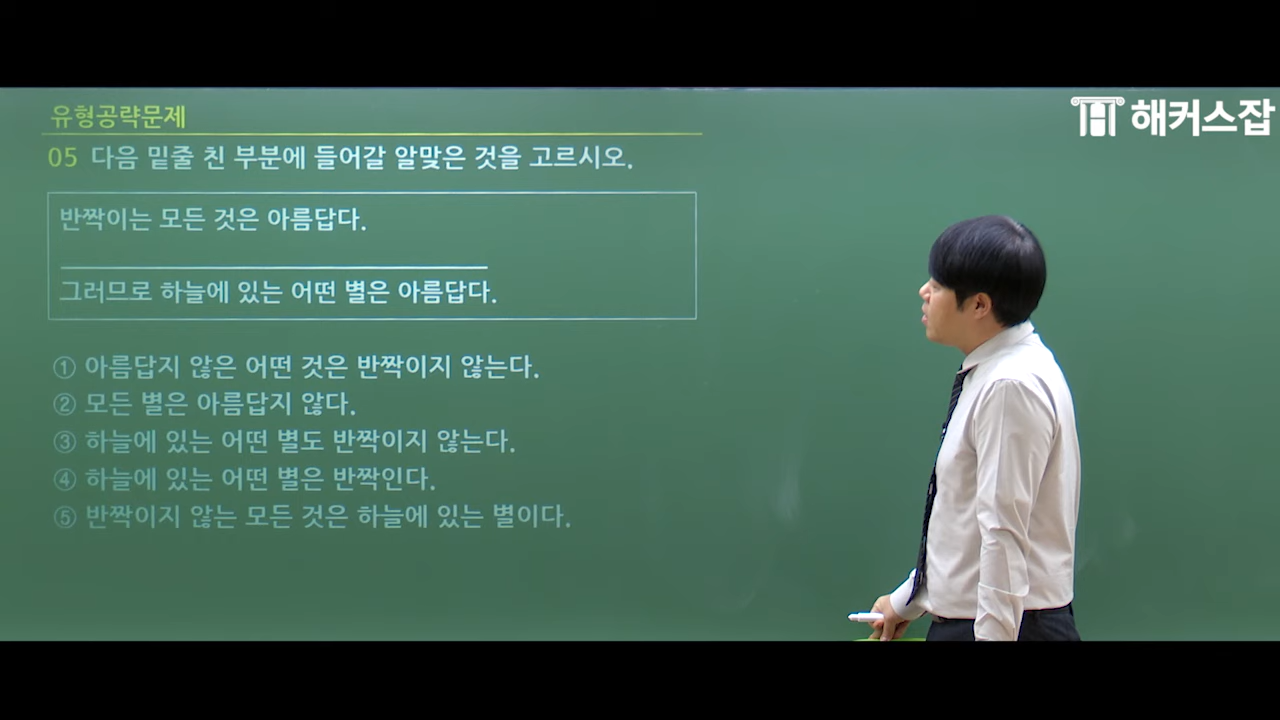 해커스잡
유형공략문제
05 다음 밑줄 친 부분에 들어갈 알맞은 것을 고르시오.
반짝이는 모든 것은 아름답다.
그러므로 하늘에 있는 어떤 별은 아름답다.
① 아름답지 않은 어떤 것은 반짝이지 않는다.
② 모든 별은 아름답지 않다.
③ 하늘에 있는 어떤 별도 반짝이지 않는다.
④ 하늘에 있는 어떤 별은 반짝인다.
⑤ 반짝이지 않는 모든 것은 하늘에 있는 별이다.